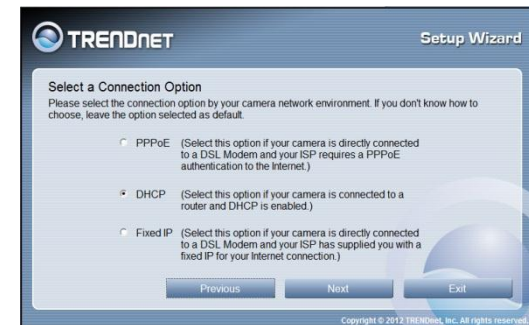 TRENDNET
Setup Wizard
Select a Connection Option
Please select the connection option by your camera network environment. If you don't know how to
choose, leave the option selected as default.
PPPoE (Select this option if your camera is directly connected
to a DSL Modem and your ISP requires a PPPoE
authentication to the Internet.)
DHCP (Select this option if your camera is connected to a
router and DHCP is enabled.)
Fixed IP (Select this option if your camera is directly connected
to a DSL Modem and your ISP has supplied you with a
fixed IP for your Internet connection.)
Previous
Next
Exit
Copyright © 2012 TRENDnet, Inc. All rights reserved.